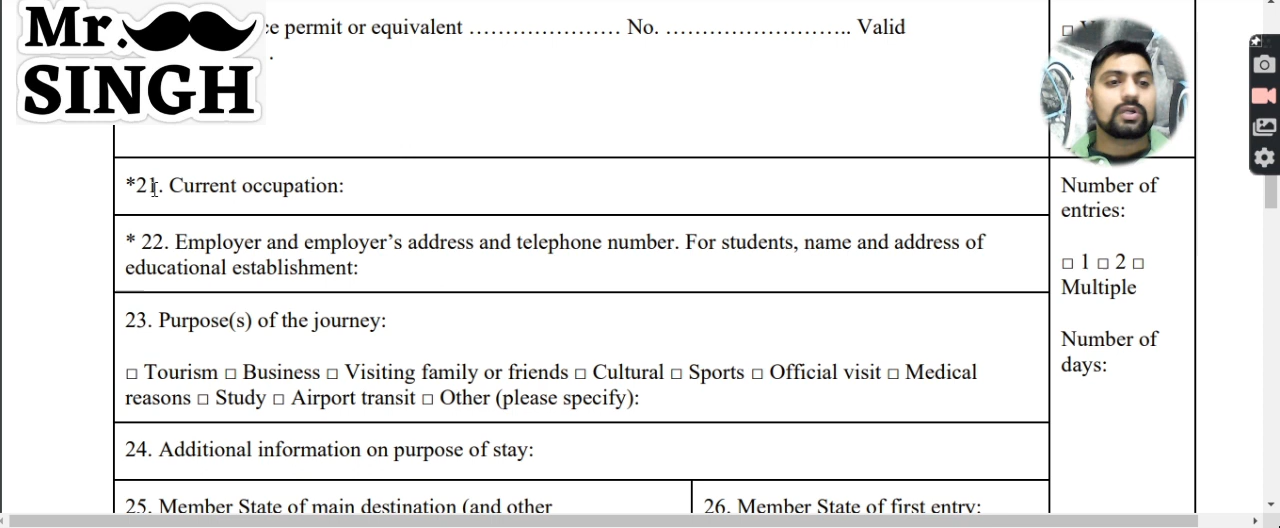 Mr.
SINGH
ce permit or equivalent ………………… No. …………………….. Valid
.
*21. Current occupation:
* 22. Employer and employer’s address and telephone number. For students, name and address of
educational establishment:
23. Purpose(s) of the journey:
□ Tourism □ Business □ Visiting family or friends □ Cultural □ Sports □ Official visit □ Medical
reasons □ Study □ Airport transit □ Other (please specify):
24. Additional information on purpose of stay:
25. Member State of main destination (and other
26. Member State of first entry:
Number of
entries:
□ 1 □ 2 □
Multiple
Number of
days: